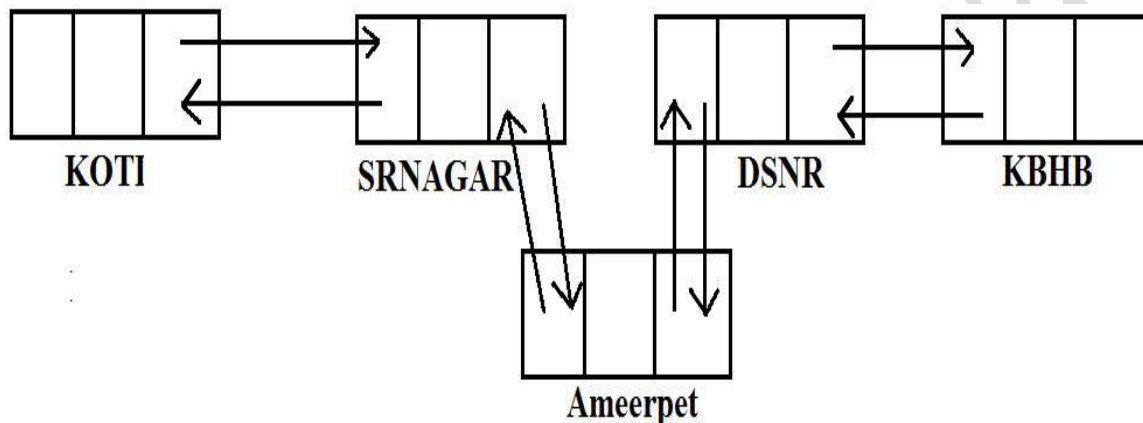 KOTI
SRNAGAR
DSNR
KBHB
Ameerpet